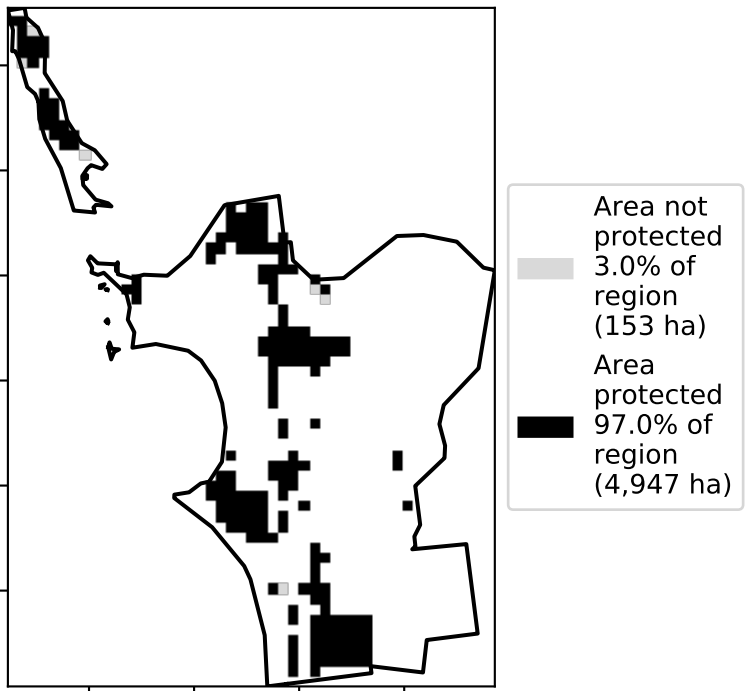 Area not
protected
3.0% of
region
(153 ha)
Area
protected
97.0% of
region
(4,947 ha)